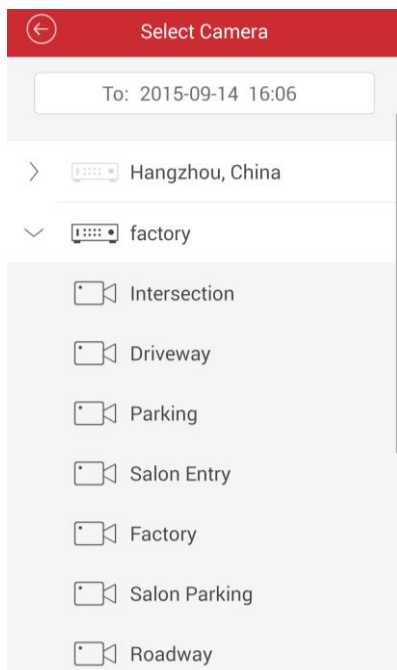 Select Camera
To: 2015-09-14 16:06
Hangzhou, China
factory
Intersection
Driveway
Parking
Salon Entry
Factory
Salon Parking
Roadway